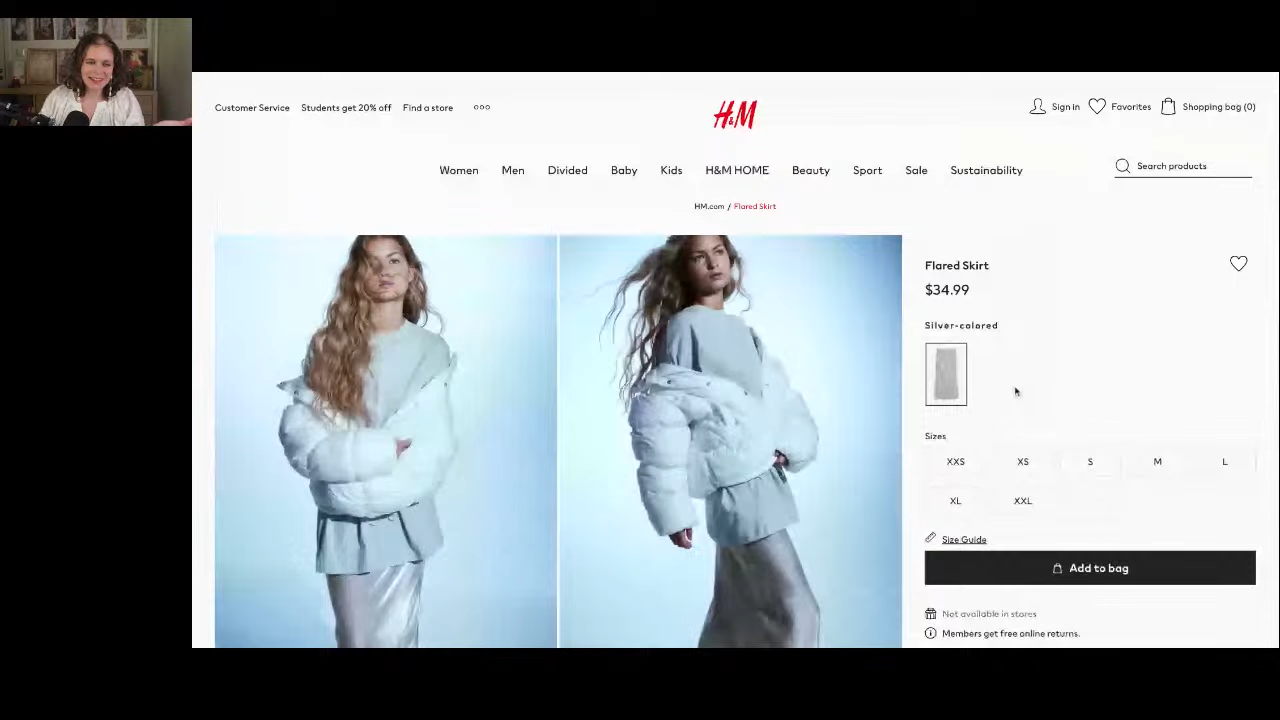 Customer Service Students get 20% off Find a store
H&M
Sign in Favorites Shopping bag (0)
Women Men Divided Baby Kids H&M HOME Beauty Sport Sale Sustainability
Search products
HM.com / Flared Skirt
Flared Skirt
$34.99
Silver-colored
Sizes
XXS XS S M L
XL XXL
Size Guide
Add to bag
Not available in stores
Members get free online returns.